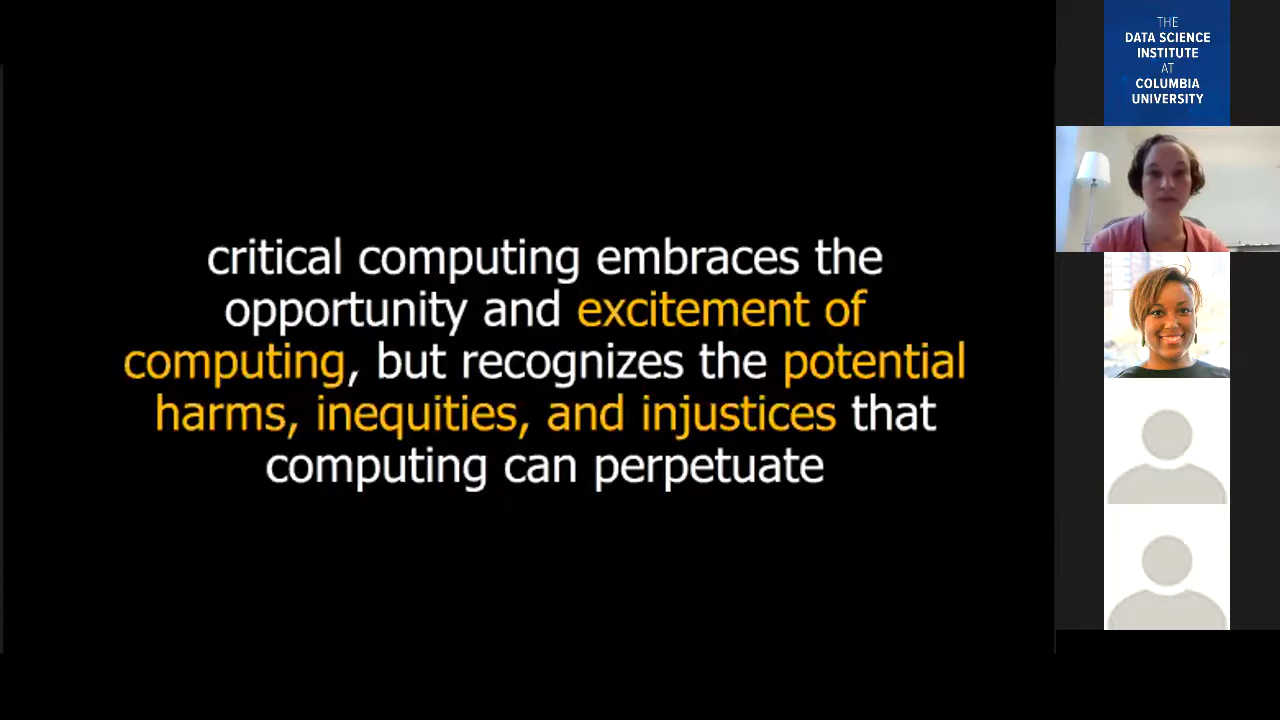 critical computing embraces the
opportunity and excitement of
computing, but recognizes the potential
harms, inequities, and injustices that
computing can perpetuate
THE
DATA SCIENCE
INSTITUTE
AT
COLUMBIA
UNIVERSITY